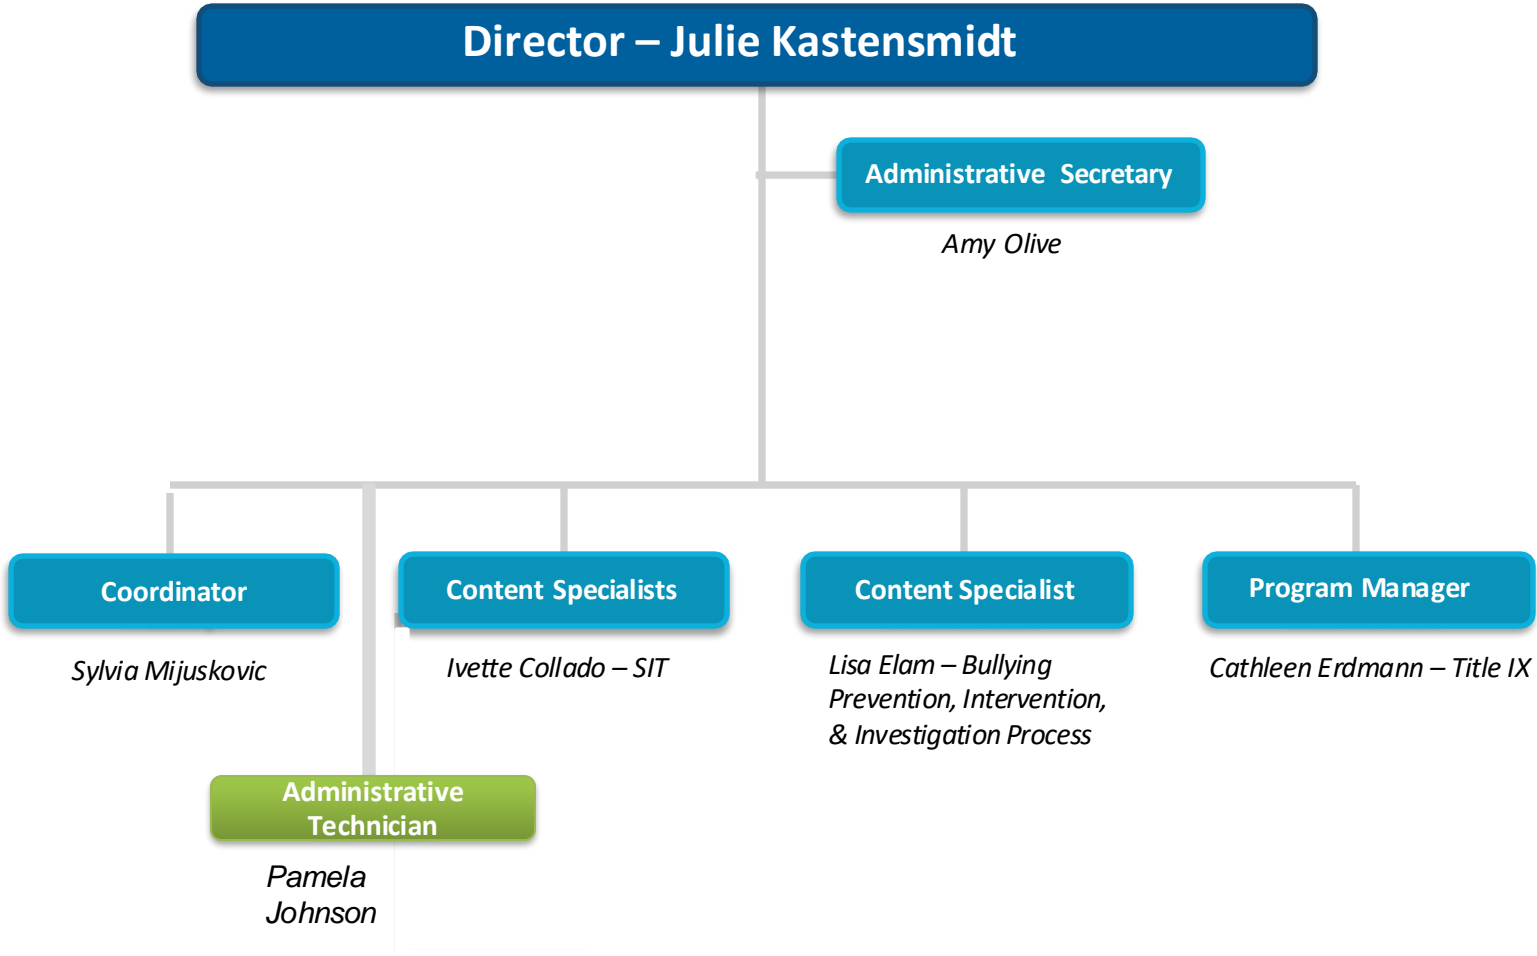 Director – Julie Kastensmidt
Administrative Secretary
Amy Olive
Coordinator
Sylvia Mijuskovic
Content Specialists
Ivette Collado – SIT
Content Specialist
Lisa Elam – Bullying
Prevention, Intervention,
& Investigation Process
Program Manager
Cathleen Erdmann – Title IX
Administrative
Technician
Pamela
Johnson